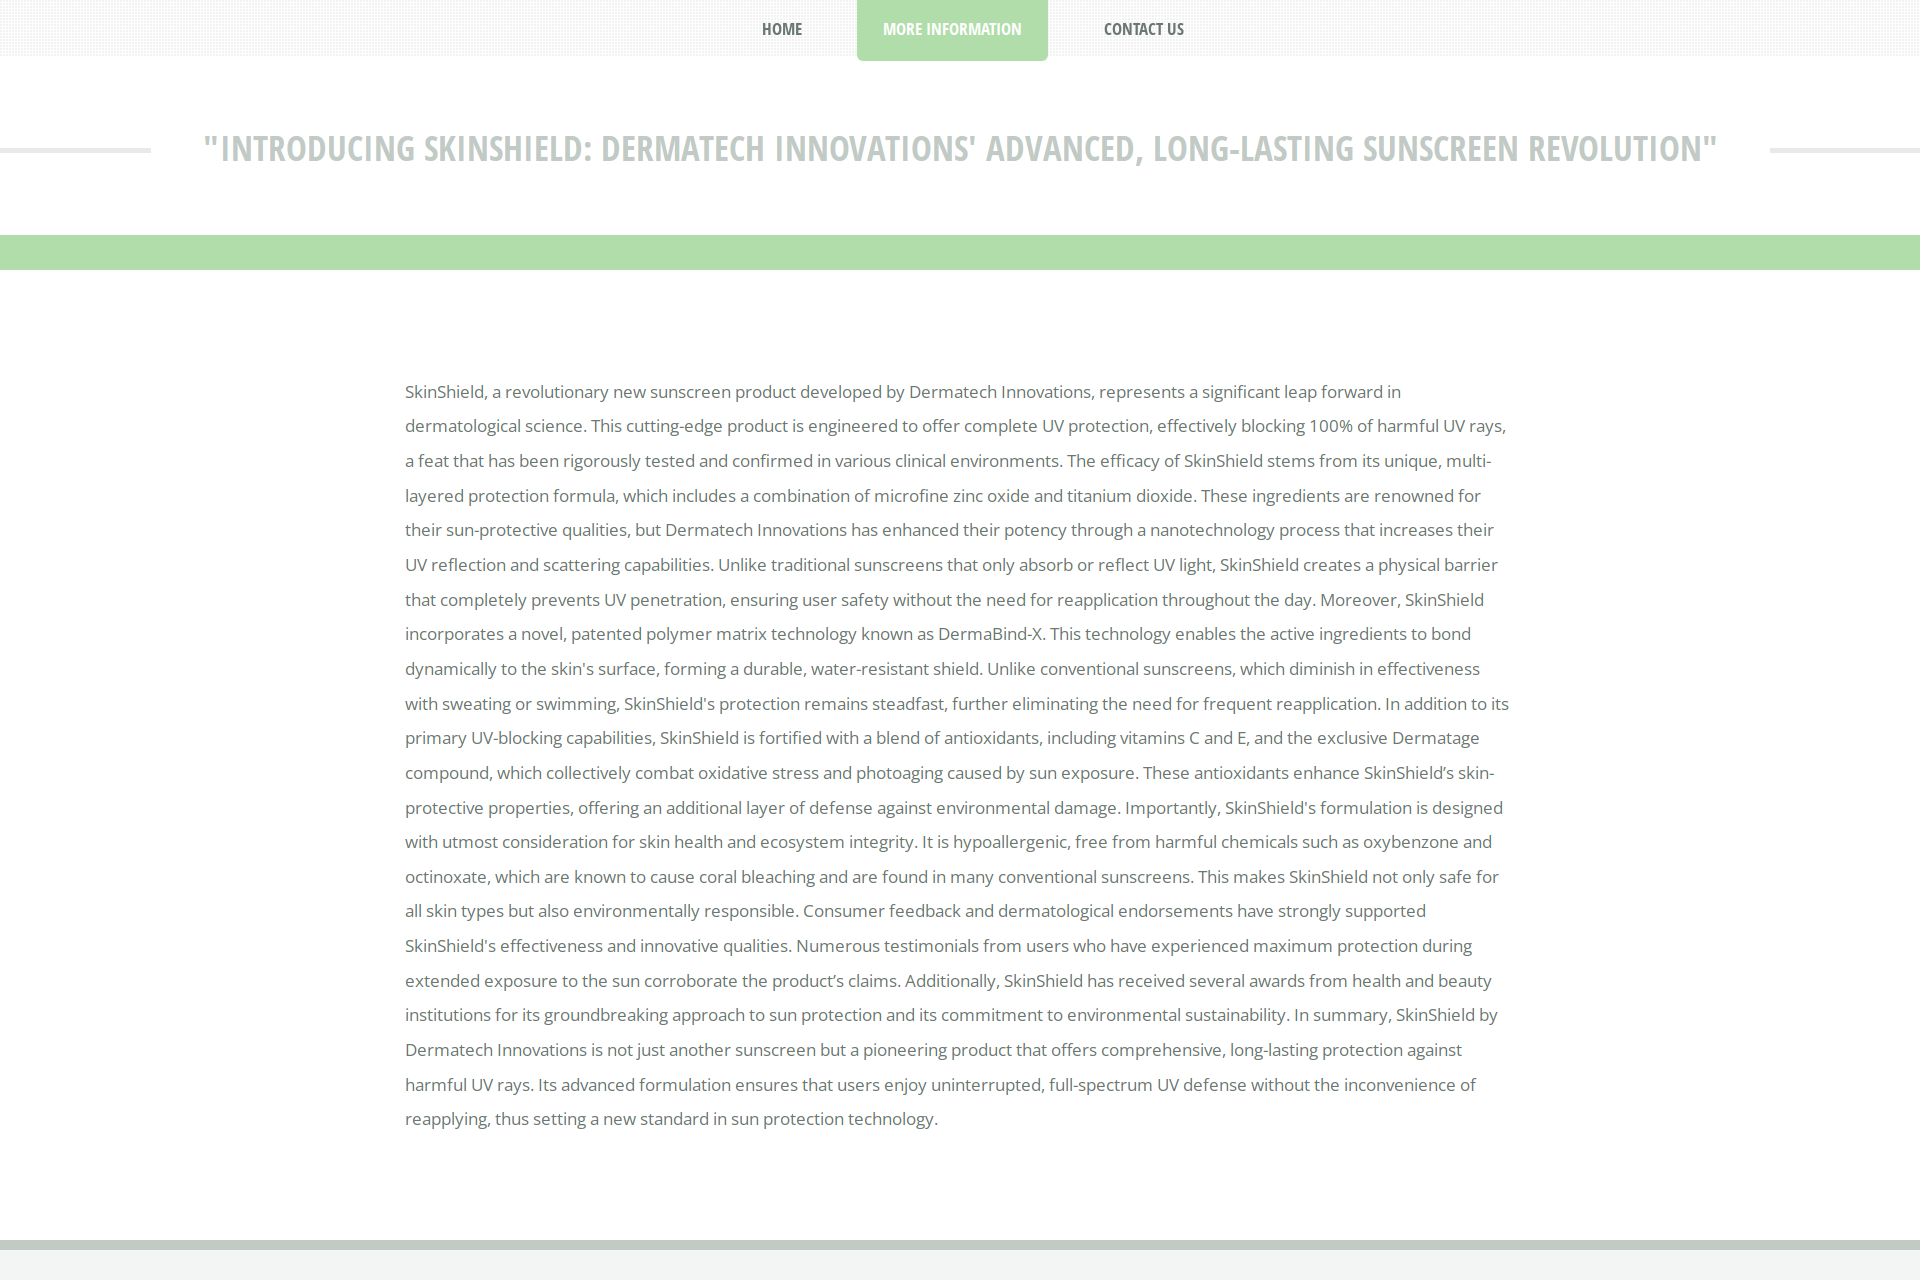 HOME
MORE INFORMATION
CONTACT US
"INTRODUCING SKINSHIELD: DERMATECH INNOVATIONS' ADVANCED, LONG-LASTING SUNSCREEN REVOLUTION"
SkinShield, a revolutionary new sunscreen product developed by Dermatech Innovations, represents a significant leap forward in
dermatological science. This cutting-edge product is engineered to offer complete UV protection, effectively blocking 100% of harmful UV rays,
a feat that has been rigorously tested and confirmed in various clinical environments. The efficacy of SkinShield stems from its unique, multi-
layered protection formula, which includes a combination of microfine zinc oxide and titanium dioxide. These ingredients are renowned for
their sun-protective qualities, but Dermatech Innovations has enhanced their potency through a nanotechnology process that increases their
UV reflection and scattering capabilities. Unlike traditional sunscreens that only absorb or reflect UV light, SkinShield creates a physical barrier
that completely prevents UV penetration, ensuring user safety without the need for reapplication throughout the day. Moreover, SkinShield
incorporates a novel, patented polymer matrix technology known as DermaBind-X. This technology enables the active ingredients to bond
dynamically to the skin's surface, forming a durable, water-resistant shield. Unlike conventional sunscreens, which diminish in effectiveness
with sweating or swimming, SkinShield's protection remains steadfast, further eliminating the need for frequent reapplication. In addition to its
primary UV-blocking capabilities, SkinShield is fortified with a blend of antioxidants, including vitamins C and E, and the exclusive Dermatage
compound, which collectively combat oxidative stress and photoaging caused by sun exposure. These antioxidants enhance SkinShield’s skin-
protective properties, offering an additional layer of defense against environmental damage. Importantly, SkinShield's formulation is designed
with utmost consideration for skin health and ecosystem integrity. It is hypoallergenic, free from harmful chemicals such as oxybenzone and
octinoxate, which are known to cause coral bleaching and are found in many conventional sunscreens. This makes SkinShield not only safe for
all skin types but also environmentally responsible. Consumer feedback and dermatological endorsements have strongly supported
SkinShield's effectiveness and innovative qualities. Numerous testimonials from users who have experienced maximum protection during
extended exposure to the sun corroborate the product’s claims. Additionally, SkinShield has received several awards from health and beauty
institutions for its groundbreaking approach to sun protection and its commitment to environmental sustainability. In summary, SkinShield by
Dermatech Innovations is not just another sunscreen but a pioneering product that offers comprehensive, long-lasting protection against
harmful UV rays. Its advanced formulation ensures that users enjoy uninterrupted, full-spectrum UV defense without the inconvenience of
reapplying, thus setting a new standard in sun protection technology.